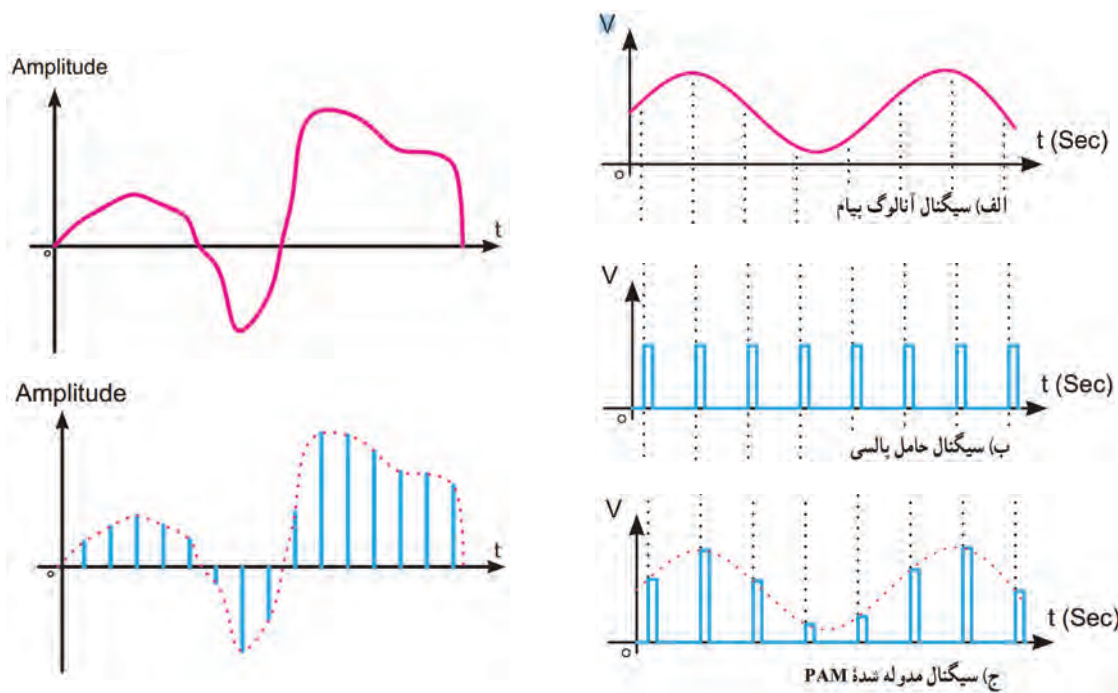 Amplitude
t
o
Amplitude
t
o
V
t (Sec)
o
الف) سیگنال آنالوگ پیام
V
t (Sec)
o
ب) سیگنال حامل پالسی
V
t (Sec)
o
ج) سیگنال مدوله شدهٔ PAM